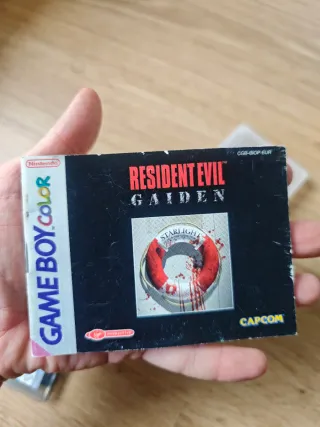 Nintendo
GAME BOY COLOR
CGB-BIOP-EUR
RESIDENT EVIL
GAIDEN
STARLIGHT
CAPCOM